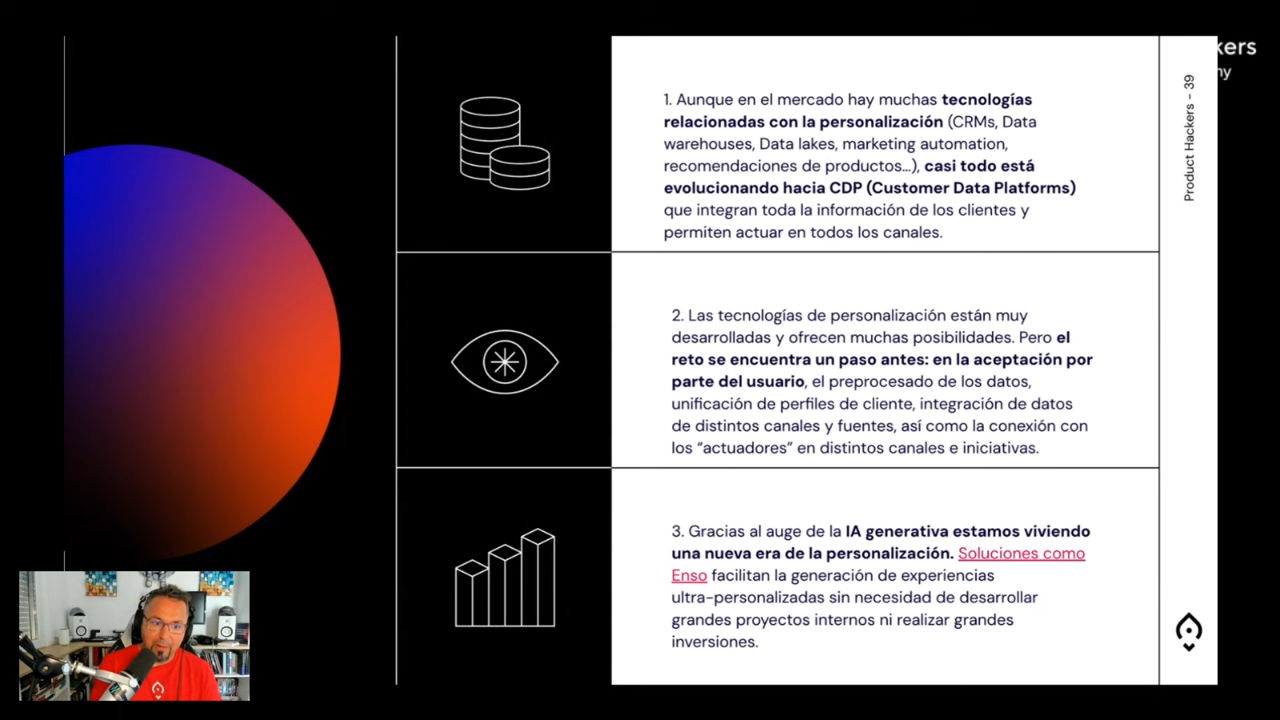 1. Aunque en el mercado hay muchas tecnologías
relacionadas con la personalización (CRMs, Data
warehouses, Data lakes, marketing automation,
recomendaciones de productos...), casi todo está
evolucionando hacia CDP (Customer Data Platforms)
que integran toda la información de los clientes y
permiten actuar en todos los canales.
2. Las tecnologías de personalización están muy
desarrolladas y ofrecen muchas posibilidades. Pero el
reto se encuentra un paso antes: en la aceptación por
parte del usuario, el preprocesado de los datos,
unificación de perfiles de cliente, integración de datos
de distintos canales y fuentes, así como la conexión con
los “actuadores” en distintos canales e iniciativas.
3. Gracias al auge de la IA generativa estamos viviendo
una nueva era de la personalización. Soluciones como
Enso facilitan la generación de experiencias
ultra-personalizadas sin necesidad de desarrollar
grandes proyectos internos ni realizar grandes
inversiones.
Product Hackers - 39
kers
ny